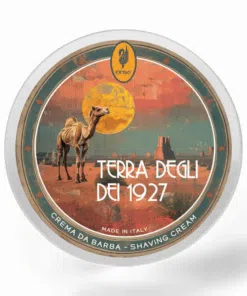 TERRA DEGLI
DEI 1927
MADE IN ITALY
CREMA DA BARBA - SHAVING CREAM